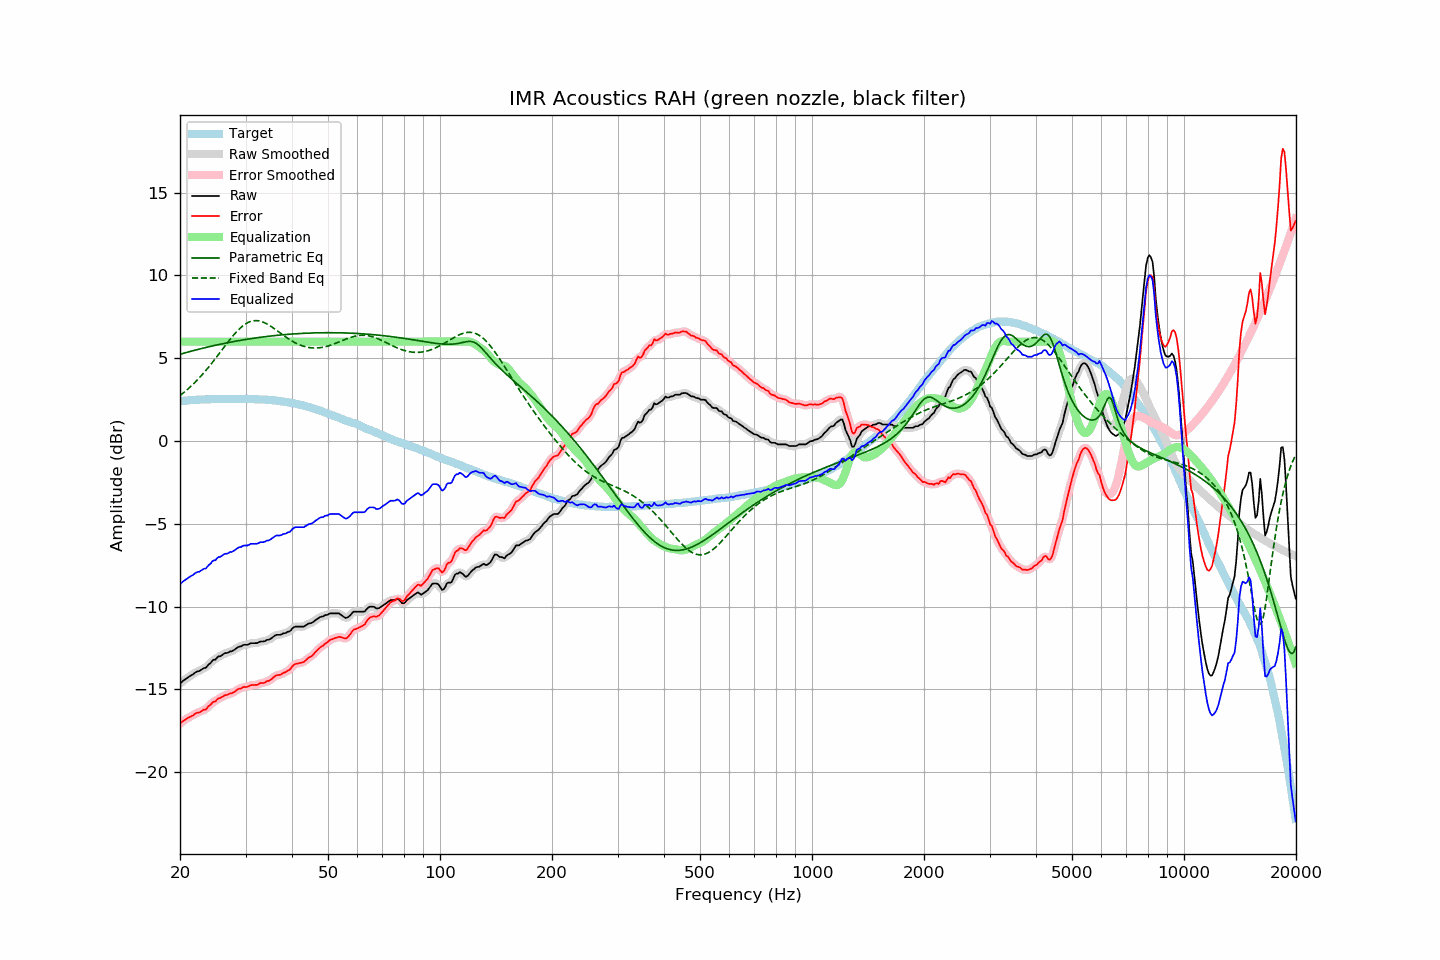 IMR Acoustics RAH (green nozzle, black filter)
Target
Raw Smoothed
Error Smoothed
Raw
Error
Equalization
Parametric Eq
Fixed Band Eq
Equalized
15
10
5
0
−5
−10
−15
−20
Amplitude (dBr)
20 50 100 200 500 1000 2000 5000 10000 20000
Frequency (Hz)